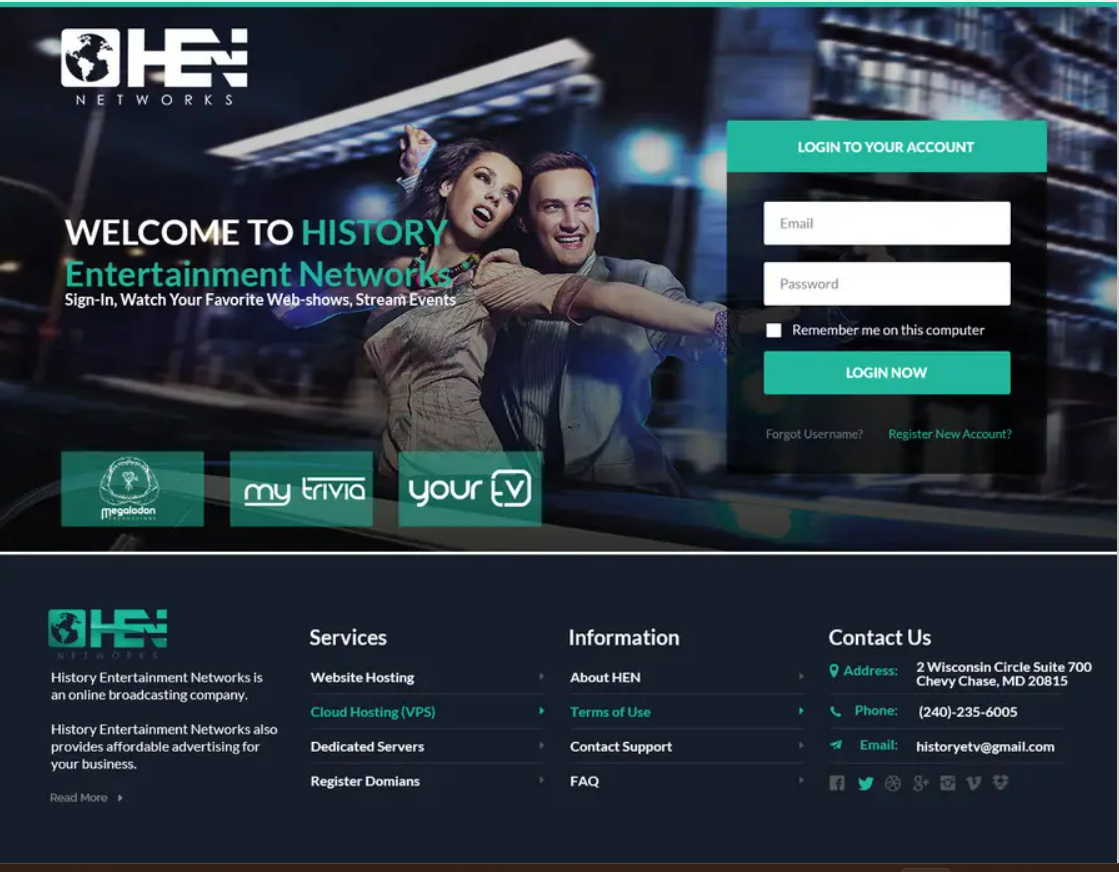 HEN
NETWORKS
LOGIN TO YOUR ACCOUNT
Email
Password
Remember me on this computer
LOGIN NOW
Forgot Username?
Register New Account?
WELCOME TO HISTORY
Entertainment Networks
Sign-In, Watch Your Favorite Web-shows, Stream Events
megalodon
PRODUCTIONS
my trivia
your tv
HEN
NETWORKS
History Entertainment Networks is
an online broadcasting company.
History Entertainment Networks also
provides affordable advertising for
your business.
Read More
Services
Website Hosting
Cloud Hosting (VPS)
Dedicated Servers
Register Domians
Information
About HEN
Terms of Use
Contact Support
FAQ
Contact Us
Address: 2 Wisconsin Circle Suite 700
Chevy Chase, MD 20815
Phone: (240)-235-6005
Email: historyetv@gmail.com